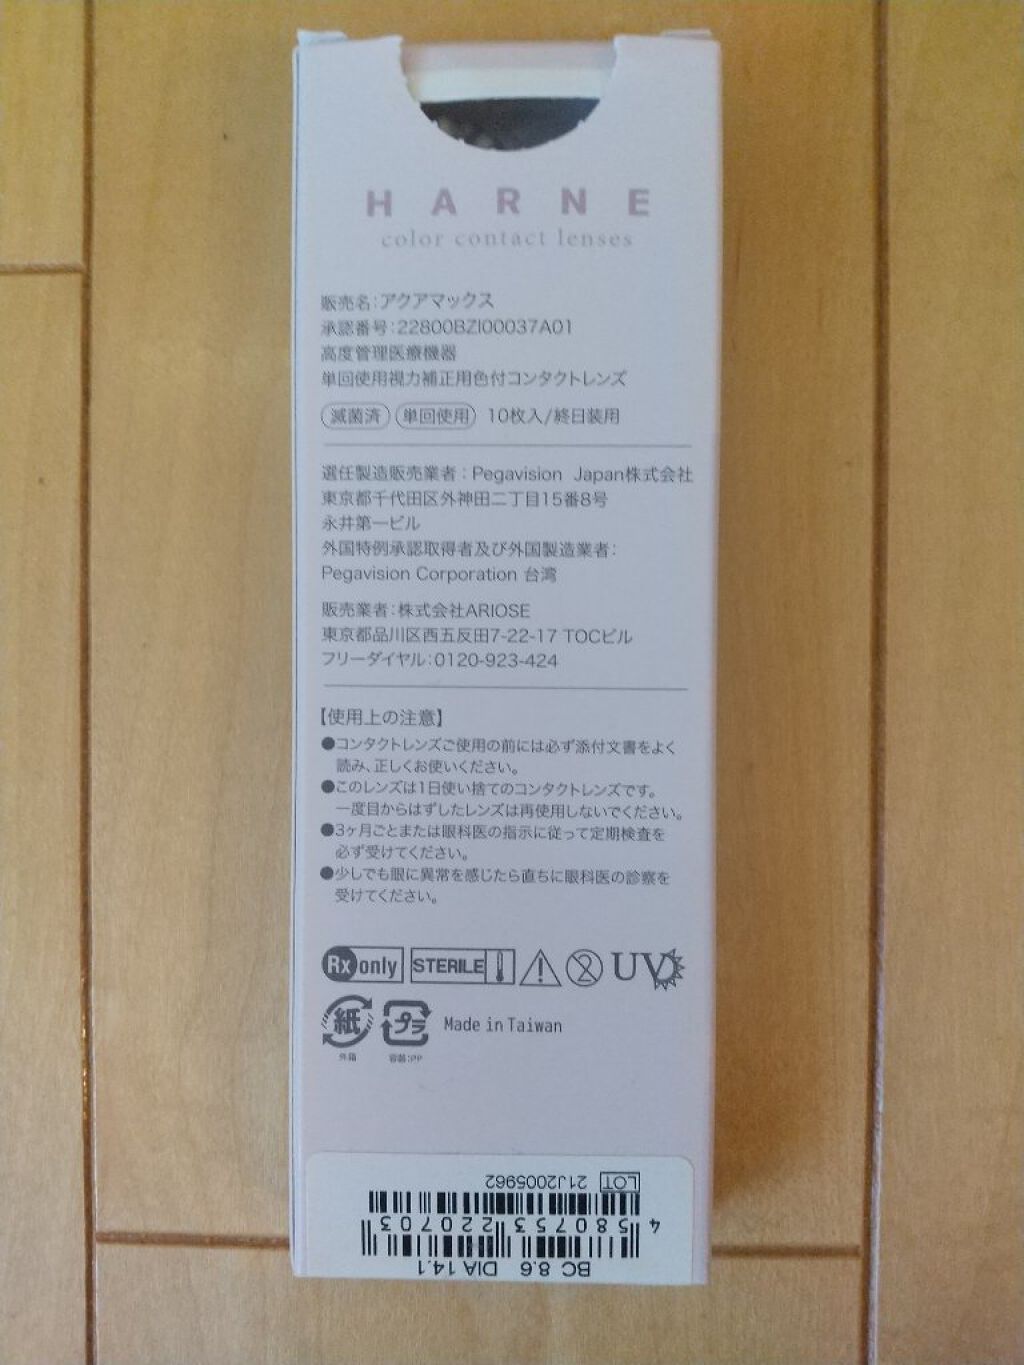 HARNE
color contact lenses
販売名:アクアマックス
承認番号:22800BZI00037A01
高度管理医療機器
単回使用視力補正用色付コンタクトレンズ
滅菌済 単回使用 10枚入/終日装用
選任製造販売業者:Pegavision Japan株式会社
東京都千代田区外神田二丁目15番8号
永井第一ビル
外国特例承認取得者及び外国製造業者:
Pegavision Corporation 台湾
販売業者:株式会社ARIOSE
東京都品川区西五反田7-22-17 TOCビル
フリーダイヤル:0120-923-424
【使用上の注意】
●コンタクトレンズご使用の前には必ず添付文書をよく
読み、正しくお使いください。
●このレンズは1日使い捨てのコンタクトレンズです。
一度目からはずしたレンズは再使用しないでください。
●3ヶ月ごとまたは眼科医の指示に従って定期検査を
必ず受けてください。
●少しでも眼に異常を感じたら直ちに眼科医の診察を
受けてください。
Rx only STERILE 2 UV
紙 プラ Made in Taiwan
外箱 容器:PP
LOT 21J2005962
4 580753 220703
BC 8.6 DIA 14.1